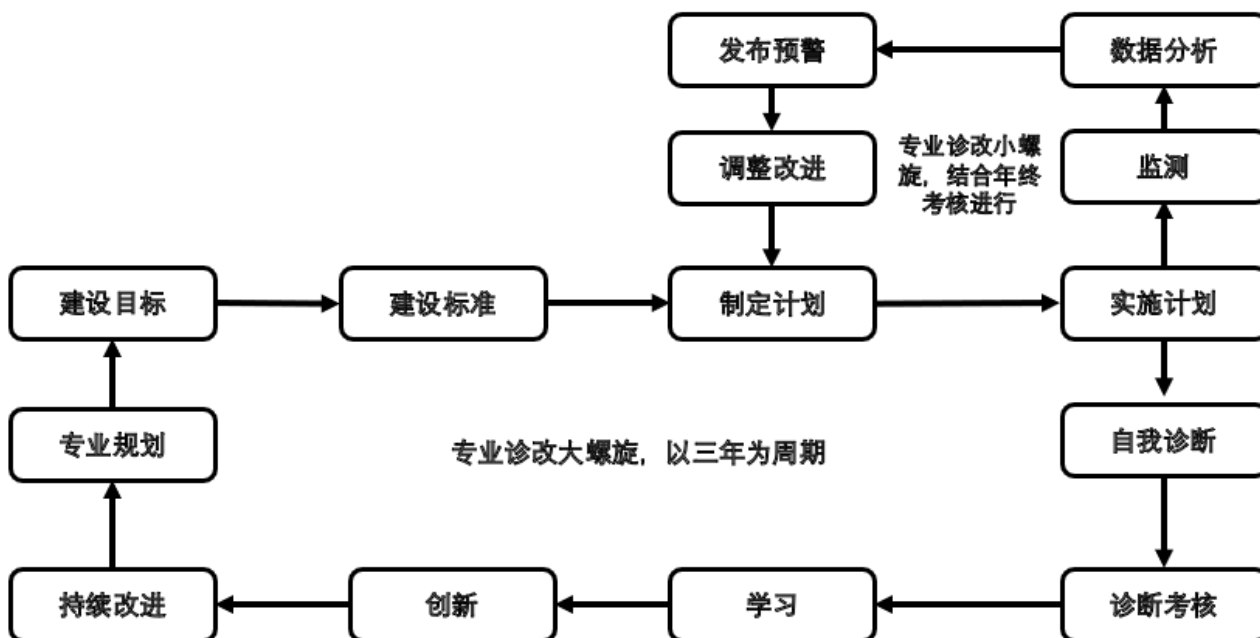 发布预警
数据分析
调整改进
专业诊改小螺
旋，结合年终
考核进行
监测
建设目标
建设标准
制定计划
实施计划
专业规划
专业诊改大螺旋，以三年为周期
自我诊断
持续改进
创新
学习
诊断考核